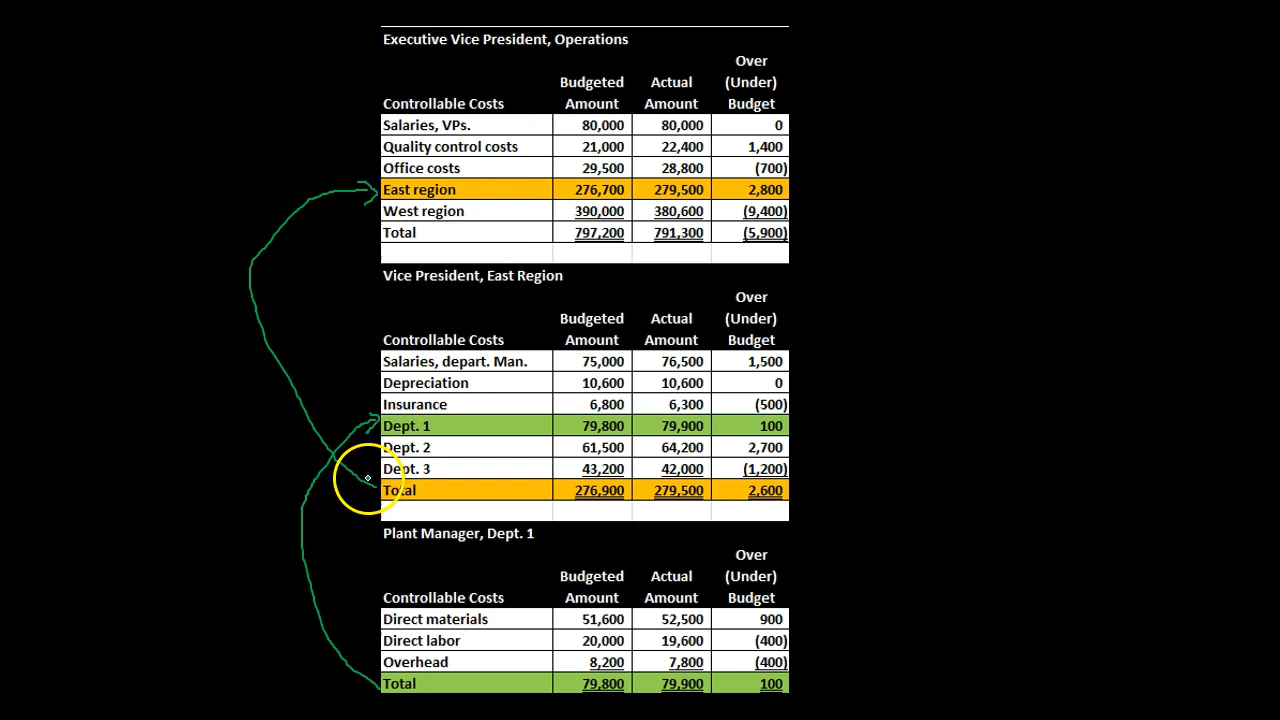 Executive Vice President, Operations
Over
Budgeted Actual (Under)
Controllable Costs Amount Amount Budget
Salaries, VPs. 80,000 80,000 0
Quality control costs 21,000 22,400 1,400
Office costs 29,500 28,800 (700)
East region 276,700 279,500 2,800
West region 390,000 380,600 (9,400)
Total 797,200 791,300 (5,900)
Vice President, East Region
Over
Budgeted Actual (Under)
Controllable Costs Amount Amount Budget
Salaries, depart. Man. 75,000 76,500 1,500
Depreciation 10,600 10,600 0
Insurance 6,800 6,300 (500)
Dept. 1 79,800 79,900 100
Dept. 2 61,500 64,200 2,700
Dept. 3 43,200 42,000 (1,200)
Total 276,900 279,500 2,600
Plant Manager, Dept. 1
Over
Budgeted Actual (Under)
Controllable Costs Amount Amount Budget
Direct materials 51,600 52,500 900
Direct labor 20,000 19,600 (400)
Overhead 8,200 7,800 (400)
Total 79,800 79,900 100